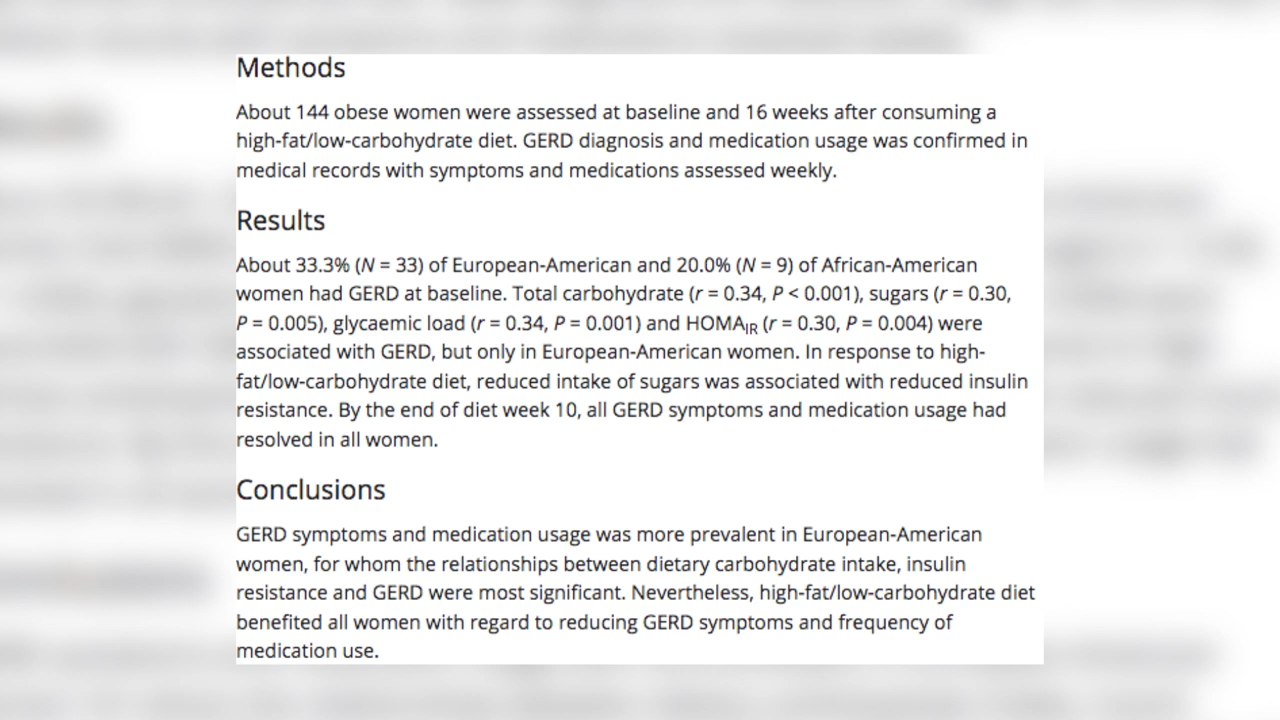 Methods
About 144 obese women were assessed at baseline and 16 weeks after consuming a
high-fat/low-carbohydrate diet. GERD diagnosis and medication usage was confirmed in
medical records with symptoms and medications assessed weekly.
Results
About 33.3% (N = 33) of European-American and 20.0% (N = 9) of African-American
women had GERD at baseline. Total carbohydrate (r = 0.34, P < 0.001), sugars (r = 0.30,
P = 0.005), glycaemic load (r = 0.34, P = 0.001) and HOMAIR (r = 0.30, P = 0.004) were
associated with GERD, but only in European-American women. In response to high-
fat/low-carbohydrate diet, reduced intake of sugars was associated with reduced insulin
resistance. By the end of diet week 10, all GERD symptoms and medication usage had
resolved in all women.
Conclusions
GERD symptoms and medication usage was more prevalent in European-American
women, for whom the relationships between dietary carbohydrate intake, insulin
resistance and GERD were most significant. Nevertheless, high-fat/low-carbohydrate diet
benefited all women with regard to reducing GERD symptoms and frequency of
medication use.